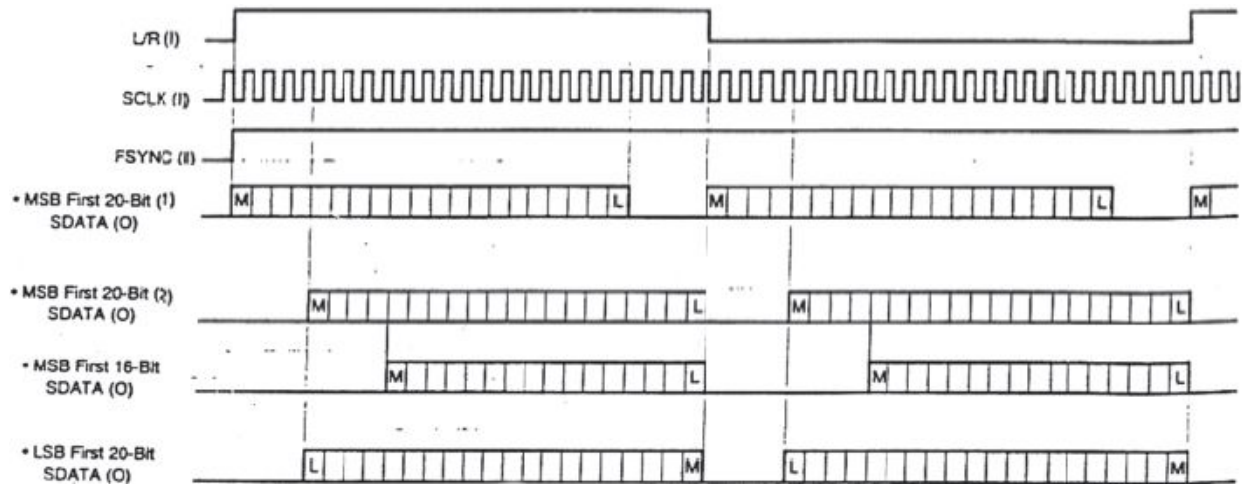 L/R (I)
SCLK (I)
FSYNC (I)
* MSB First 20-Bit (1)
SDATA (O)
M L M L M
* MSB First 20-Bit (2)
SDATA (O)
M L M L
* MSB First 16-Bit
SDATA (O)
M L M L
* LSB First 20-Bit
SDATA (O)
L M L M